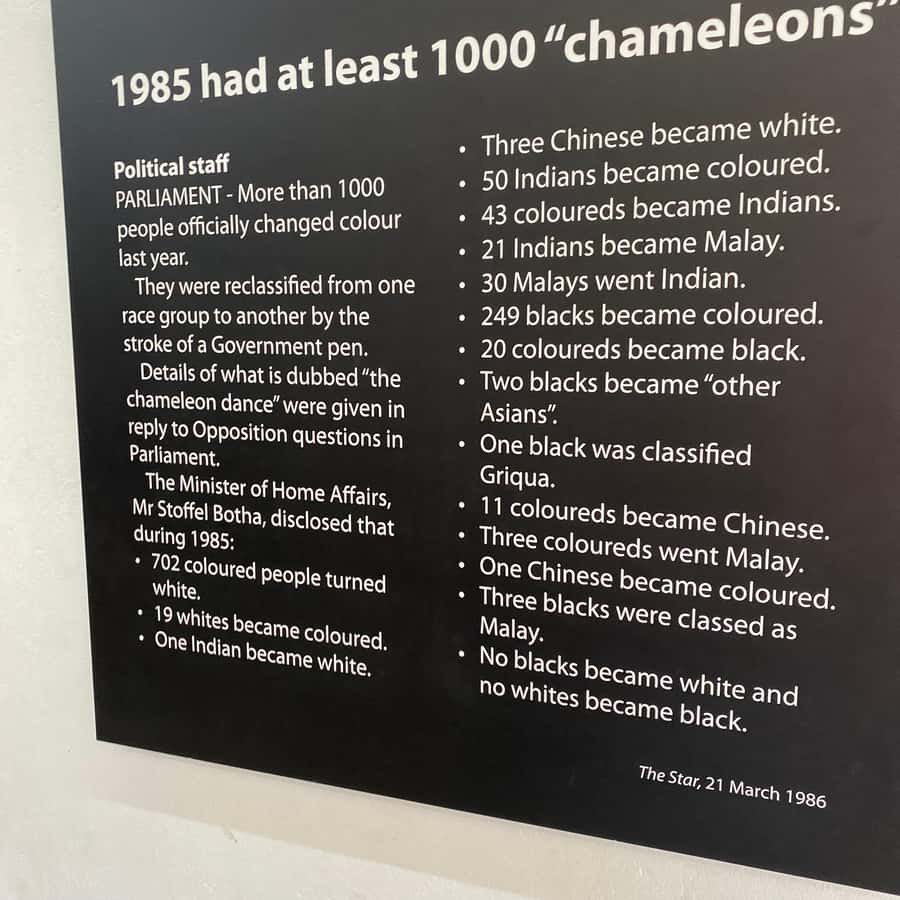 1985 had at least 1000 “chameleons”
Political staff
PARLIAMENT - More than 1000
people officially changed colour
last year.
They were reclassified from one
race group to another by the
stroke of a Government pen.
Details of what is dubbed “the
chameleon dance” were given in
reply to Opposition questions in
Parliament.
The Minister of Home Affairs,
Mr Stoffel Botha, disclosed that
during 1985:
• 702 coloured people turned
white.
• 19 whites became coloured.
• One Indian became white.
• Three Chinese became white.
• 50 Indians became coloured.
• 43 coloureds became Indians.
• 21 Indians became Malay.
• 30 Malays went Indian.
• 249 blacks became coloured.
• 20 coloureds became black.
• Two blacks became “other
Asians”.
• One black was classified
Griqua.
• 11 coloureds became Chinese.
• Three coloureds went Malay.
• One Chinese became coloured.
• Three blacks were classed as
Malay.
• No blacks became white and
no whites became black.
The Star, 21 March 1986